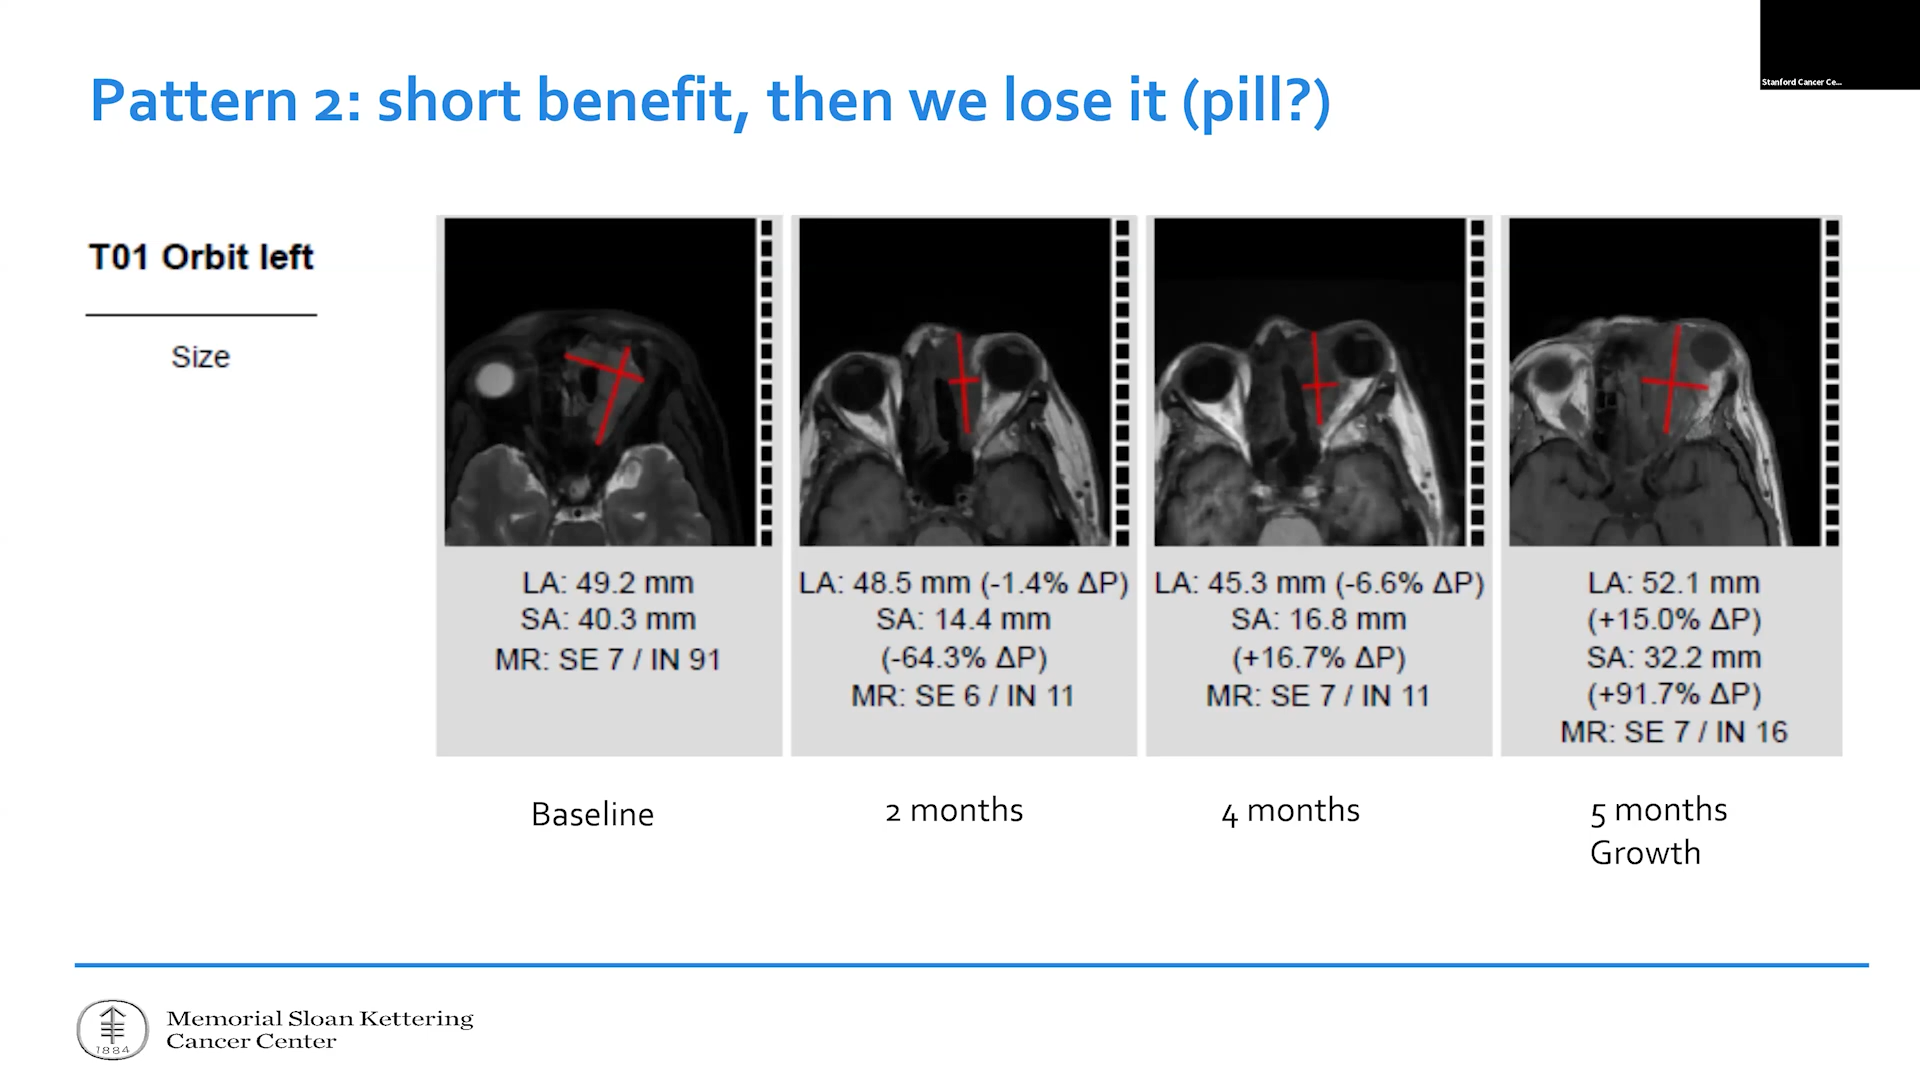 Stanford Cancer Ce...
Pattern 2: short benefit, then we lose it (pill?)
T01 Orbit left
Size
LA: 49.2 mm
SA: 40.3 mm
MR: SE 7 / IN 91
Baseline
LA: 48.5 mm (-1.4% ΔP)
SA: 14.4 mm
(-64.3% ΔP)
MR: SE 6 / IN 11
2 months
LA: 45.3 mm (-6.6% ΔP)
SA: 16.8 mm
(+16.7% ΔP)
MR: SE 7 / IN 11
4 months
LA: 52.1 mm
(+15.0% ΔP)
SA: 32.2 mm
(+91.7% ΔP)
MR: SE 7 / IN 16
5 months
Growth
1884
Memorial Sloan Kettering
Cancer Center